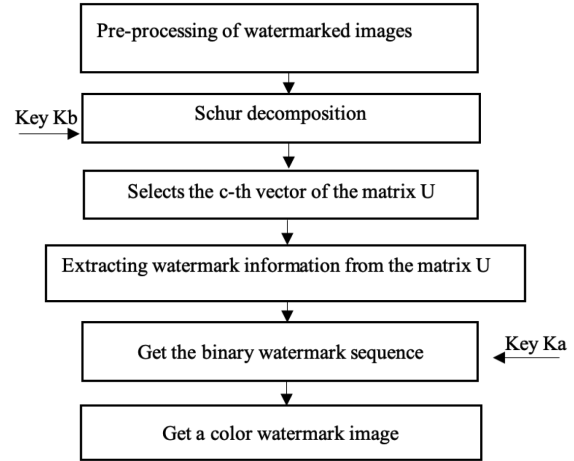 Pre-processing of watermarked images
Key Kb
Schur decomposition
Selects the c-th vector of the matrix U
Extracting watermark information from the matrix U
Get the binary watermark sequence
Key Ka
Get a color watermark image